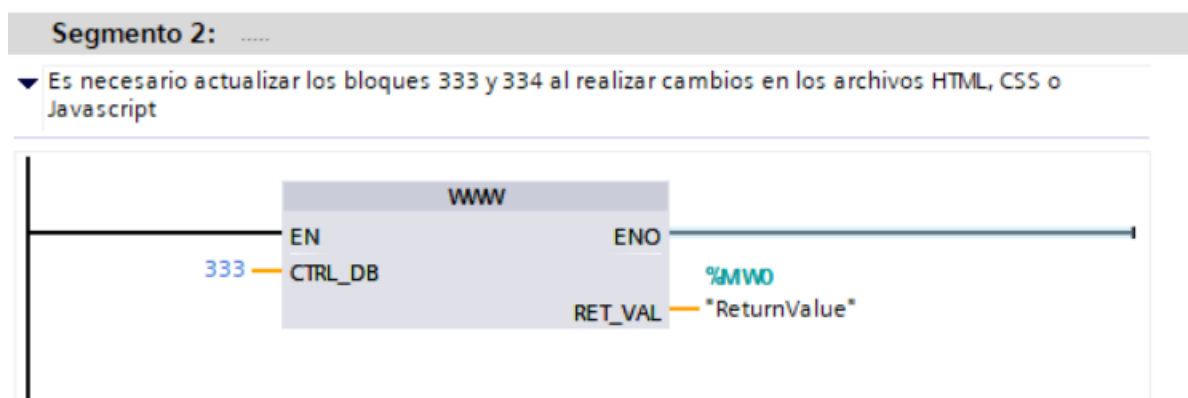 Segmento 2: .....
Es necesario actualizar los bloques 333 y 334 al realizar cambios en los archivos HTML, CSS o
Javascript
WWW
EN ENO
333 CTRL_DB
%MW0
RET_VAL "ReturnValue"